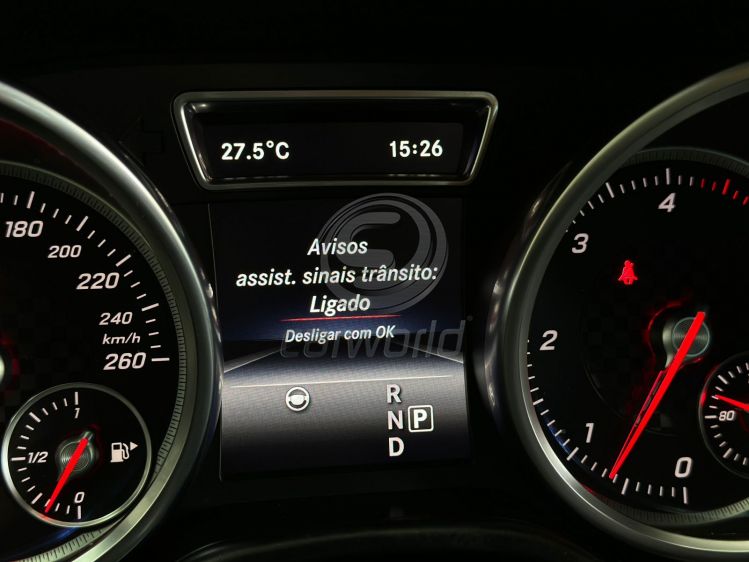 27.5°C 15:26
Avisos
assist. sinais trânsito:
Ligado
Desligar com OK
R
N P
D
180
200
220
240
km/h
260
1
1/2
0
4
3
2
1
0
80